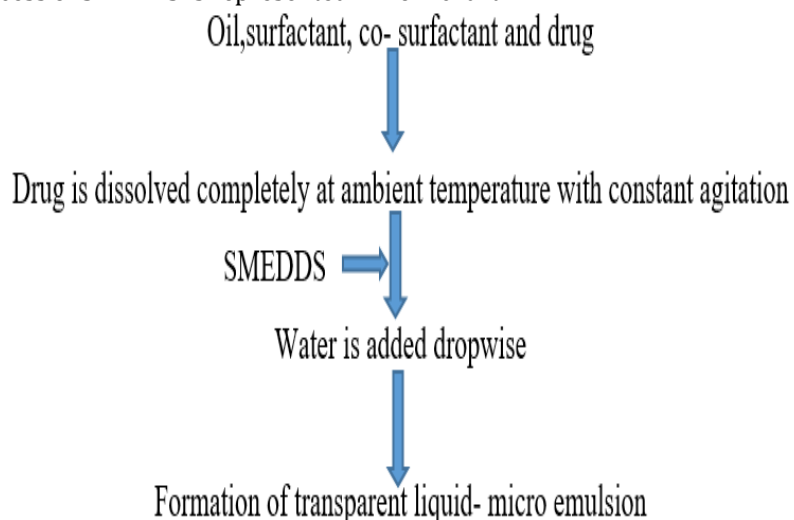 Oil,surfactant, co- surfactant and drug
Drug is dissolved completely at ambient temperature with constant agitation
SMEDDS
Water is added dropwise
Formation of transparent liquid- micro emulsion